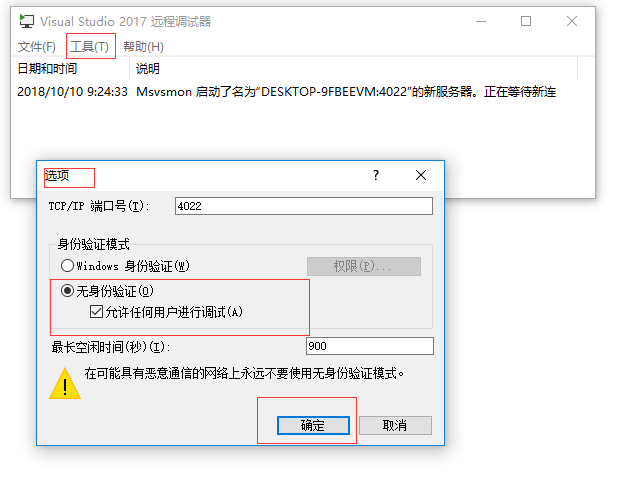 Visual Studio 2017 远程调试器
文件(F) 工具(T) 帮助(H)
日期和时间 说明
2018/10/10 9:24:33 Msvsmon 启动了名为“DESKTOP-9FBEEVM:4022”的新服务器。正在等待新连
选项 ?
TCP/IP 端口号(T): 4022
身份验证模式
Windows 身份验证(W) 权限(P)...
无身份验证(O)
允许任何用户进行调试(A)
最长空闲时间(秒)(I): 900
在可能具有恶意通信的网络上永远不要使用无身份验证模式。
确定 取消